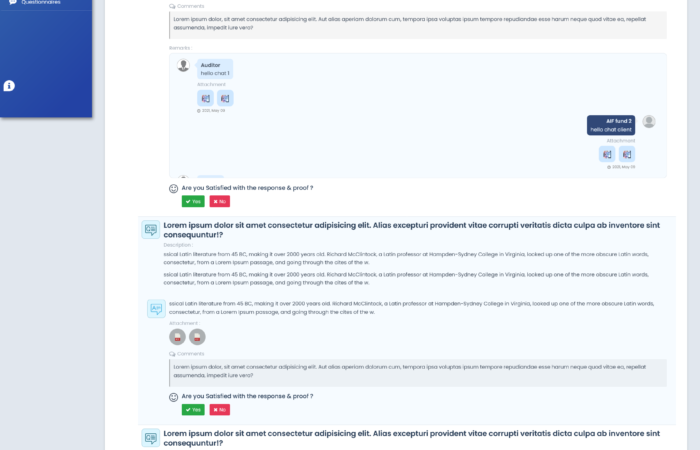 Questionnaires
Comments
Lorem ipsum dolor, sit amet consectetur adipisicing elit. Aut alias aperiam dolorum cum, tempora ipsa voluptas ipsum tempore repudiandae esse harum neque quod vitae ea, repellat
assumenda. Impedit iure vero?
Remarks :
Auditor
hello chat 1
Attachment
AIF fund 2
hello chat client
Attachment
Are you Satisfied with the response & proof ?
Yes
No
Lorem ipsum dolor sit amet consectetur adipisicing elit. Alias excepturi provident vitae corrupti veritatis dicta culpa ab inventore sint
consequuntur!?
Description :
ssical Latin literature from 45 BC, making it over 2000 years old. Richard McClintock, a Latin professor at Hampden-Sydney College in Virginia, looked up one of the more obscure Latin words,
consectetur, from a Lorem Ipsum passage, and going through the cites of the w.
ssical Latin literature from 45 BC, making it over 2000 years old. Richard McClintock, a Latin professor at Hampden-Sydney College in Virginia, looked up one of the more obscure Latin words,
consectetur, from a Lorem Ipsum passage, and going through the cites of the w.
ssical Latin literature from 45 BC, making it over 2000 years old. Richard McClintock, a Latin professor at Hampden-Sydney College in Virginia, looked up one of the more obscure Latin words,
consectetur, from a Lorem Ipsum passage, and going through the cites of the w.
Attachment :
Comments
Lorem ipsum dolor, sit amet consectetur adipisicing elit. Aut alias aperiam dolorum cum, tempora ipsa voluptas ipsum tempore repudiandae esse harum neque quod vitae ea, repellat
assumenda. Impedit iure vero?
Are you Satisfied with the response & proof ?
Yes
No
Lorem ipsum dolor sit amet consectetur adipisicing elit. Alias excepturi provident vitae corrupti veritatis dicta culpa ab inventore sint
consequuntur!?